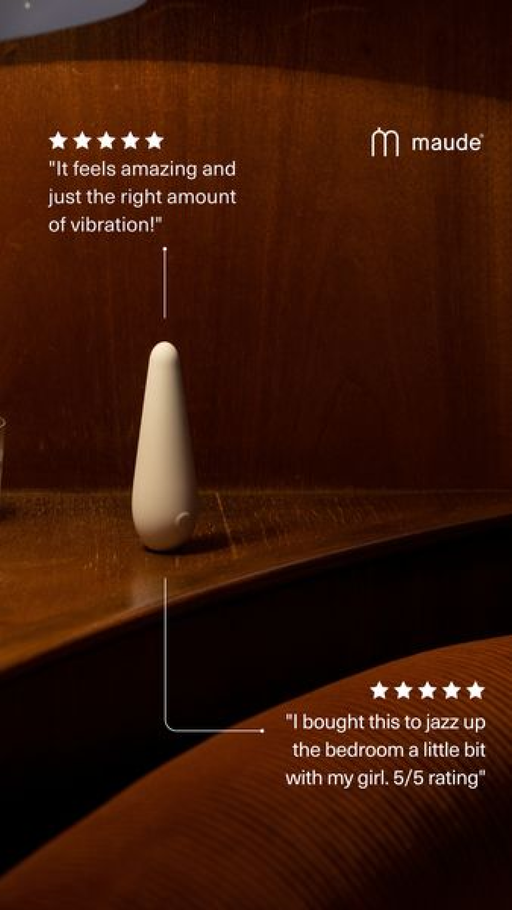 "It feels amazing and
just the right amount
of vibration!"
maude®
"I bought this to jazz up
the bedroom a little bit
with my girl. 5/5 rating"